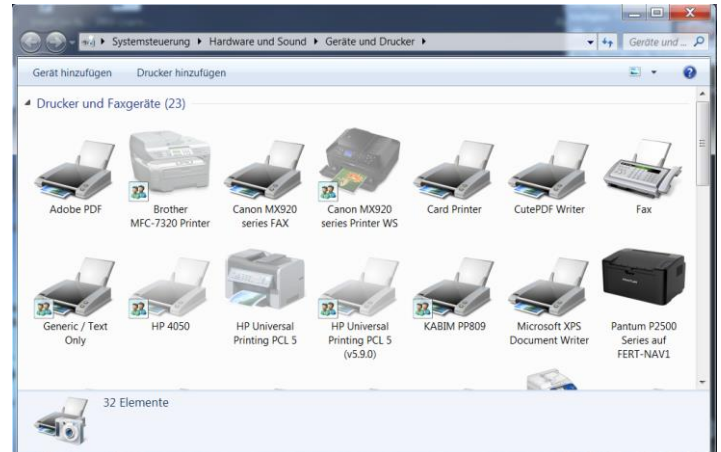 Systemsteuerung ▸ Hardware und Sound ▸ Geräte und Drucker ▸
Geräte und ...
Gerät hinzufügen Drucker hinzufügen
Drucker und Faxgeräte (23)
Adobe PDF
Brother
MFC-7320 Printer
Canon MX920
series FAX
Canon MX920
series Printer WS
Card Printer
CutePDF Writer
Fax
Generic / Text
Only
HP 4050
HP Universal
Printing PCL 5
HP Universal
Printing PCL 5
(v5.9.0)
KABIM PP809
Microsoft XPS
Document Writer
PANTUM
Pantum P2500
Series auf
FERT-NAV1
32 Elemente